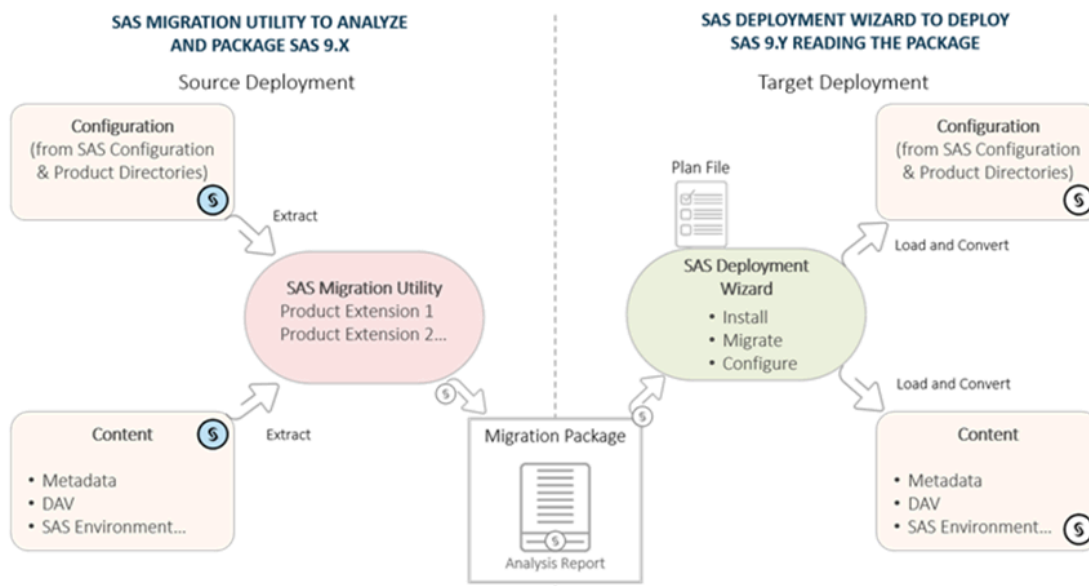 SAS MIGRATION UTILITY TO ANALYZE
AND PACKAGE SAS 9.X
Source Deployment
Configuration
(from SAS Configuration
& Product Directories)
Extract
SAS Migration Utility
Product Extension 1
Product Extension 2...
Extract
Content
• Metadata
• DAV
• SAS Environment...
Migration Package
Analysis Report
SAS DEPLOYMENT WIZARD TO DEPLOY
SAS 9.Y READING THE PACKAGE
Target Deployment
Plan File
SAS Deployment
Wizard
• Install
• Migrate
• Configure
Configuration
(from SAS Configuration
& Product Directories)
Load and Convert
Load and Convert
Content
• Metadata
• DAV
• SAS Environment...